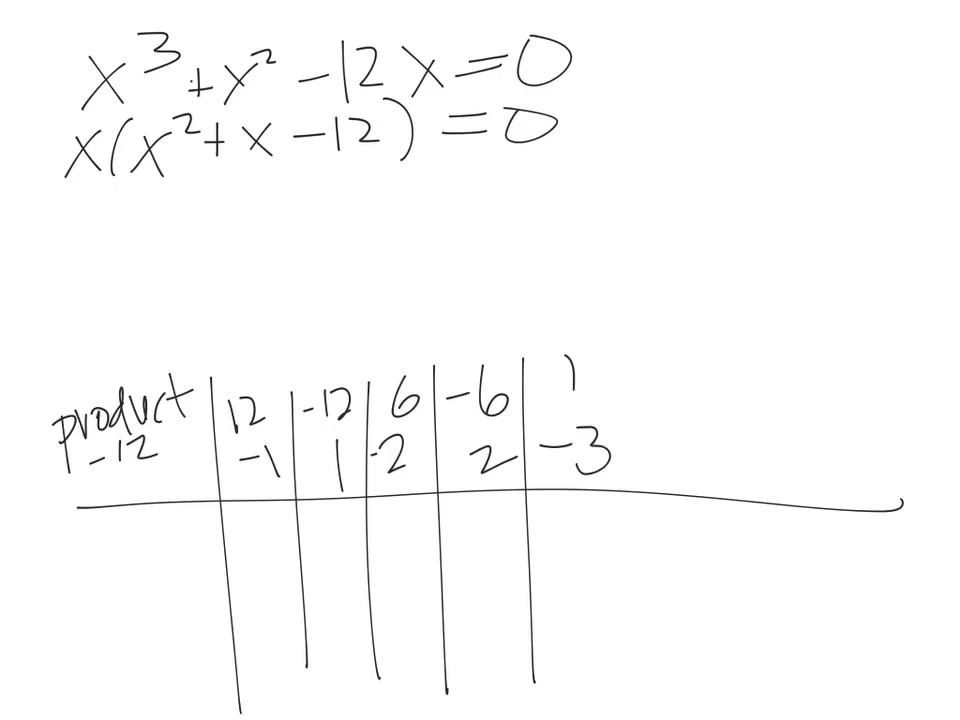 x³+x²-12x=0
x(x²+x-12)=0
product 12 -12 6 -6
-12 -1 1 -2 2 -3